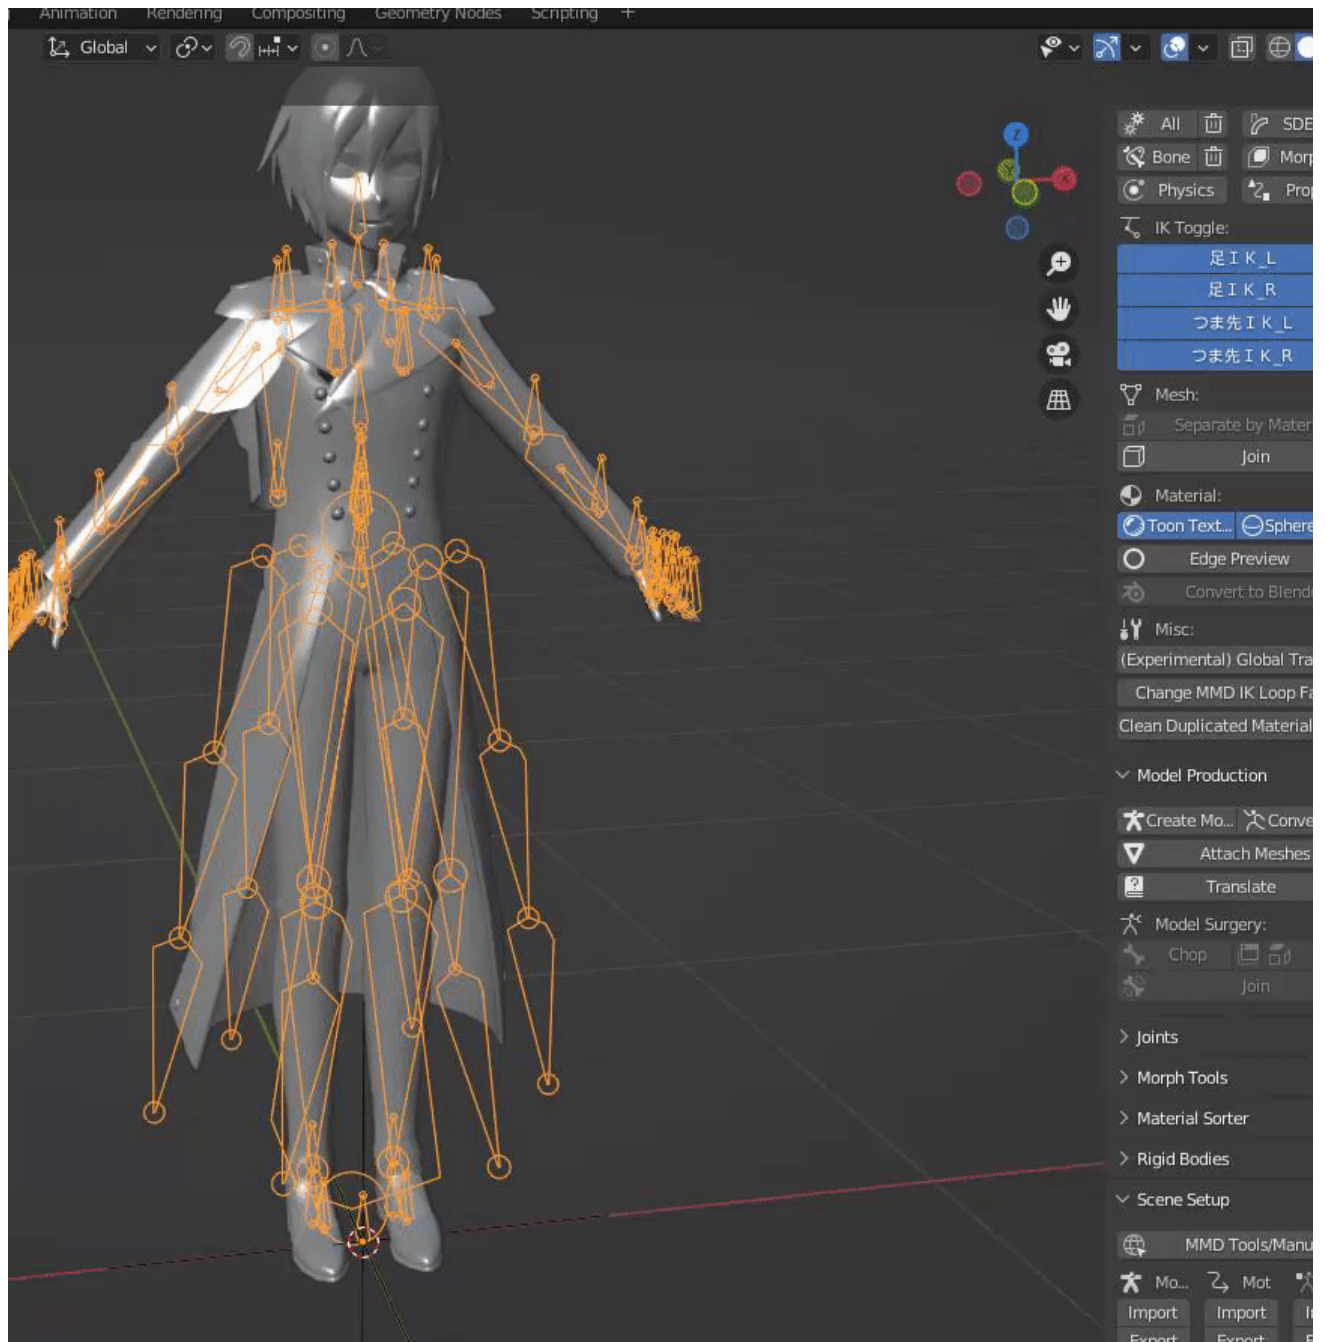 Animation Rendering Compositing Geometry Nodes Scripting +
Global
Z
All SDE
Bone Morp
Physics Prop
IK Toggle:
足ＩＫ_L
足ＩＫ_R
つま先ＩＫ_L
つま先ＩＫ_R
Mesh:
Separate by Mater
Join
Material:
Toon Text... Sphere
Edge Preview
Convert to Blend
Misc:
(Experimental) Global Tra
Change MMD IK Loop Fa
Clean Duplicated Material
Model Production
Create Mo... Conve
Attach Meshes
Translate
Model Surgery:
Chop
Join
Joints
Morph Tools
Material Sorter
Rigid Bodies
Scene Setup
MMD Tools/Manu
Mo... Mot
Import Import
Export Export